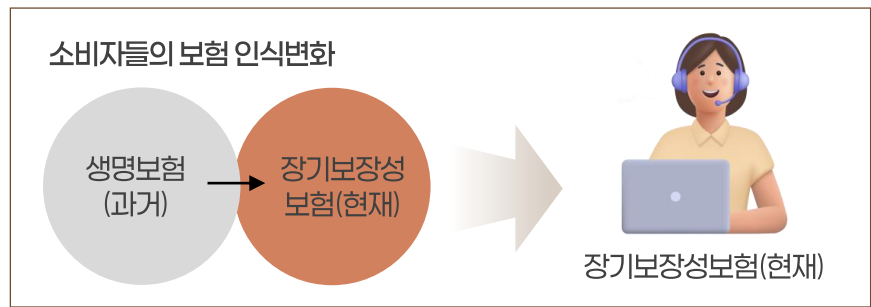 소비자들의 보험 인식변화
생명보험
(과거)
장기보장성
보험(현재)
장기보장성보험(현재)